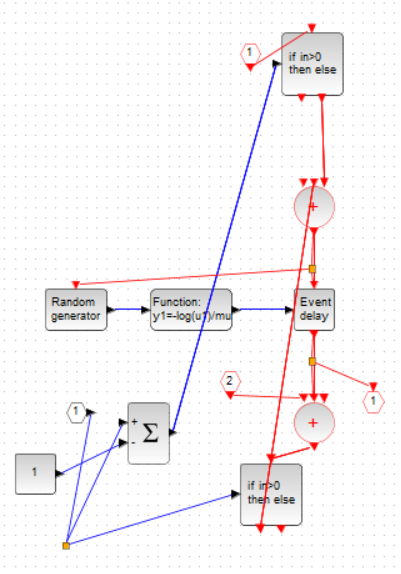 1
if in>0
then else
+
Random
generator
Function:
y1=-log(u1)/mu
Event
delay
2
1
1
+
-
Σ
+
1
if in>0
then else